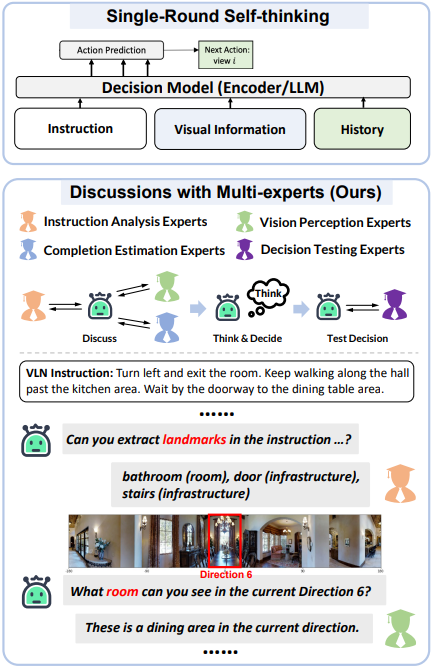 Single-Round Self-thinking
Action Prediction
Next Action:
view i
Decision Model (Encoder/LLM)
Instruction
Visual Information
History
Discussions with Multi-experts (Ours)
Instruction Analysis Experts
Vision Perception Experts
Completion Estimation Experts
Decision Testing Experts
Think
Discuss
Think & Decide
Test Decision
VLN Instruction: Turn left and exit the room. Keep walking along the hall
past the kitchen area. Wait by the doorway to the dining table area.
......
Can you extract landmarks in the instruction ...?
bathroom (room), door (infrastructure),
stairs (infrastructure)
Direction 6
What room can you see in the current Direction 6?
These is a dining area in the current direction.
......